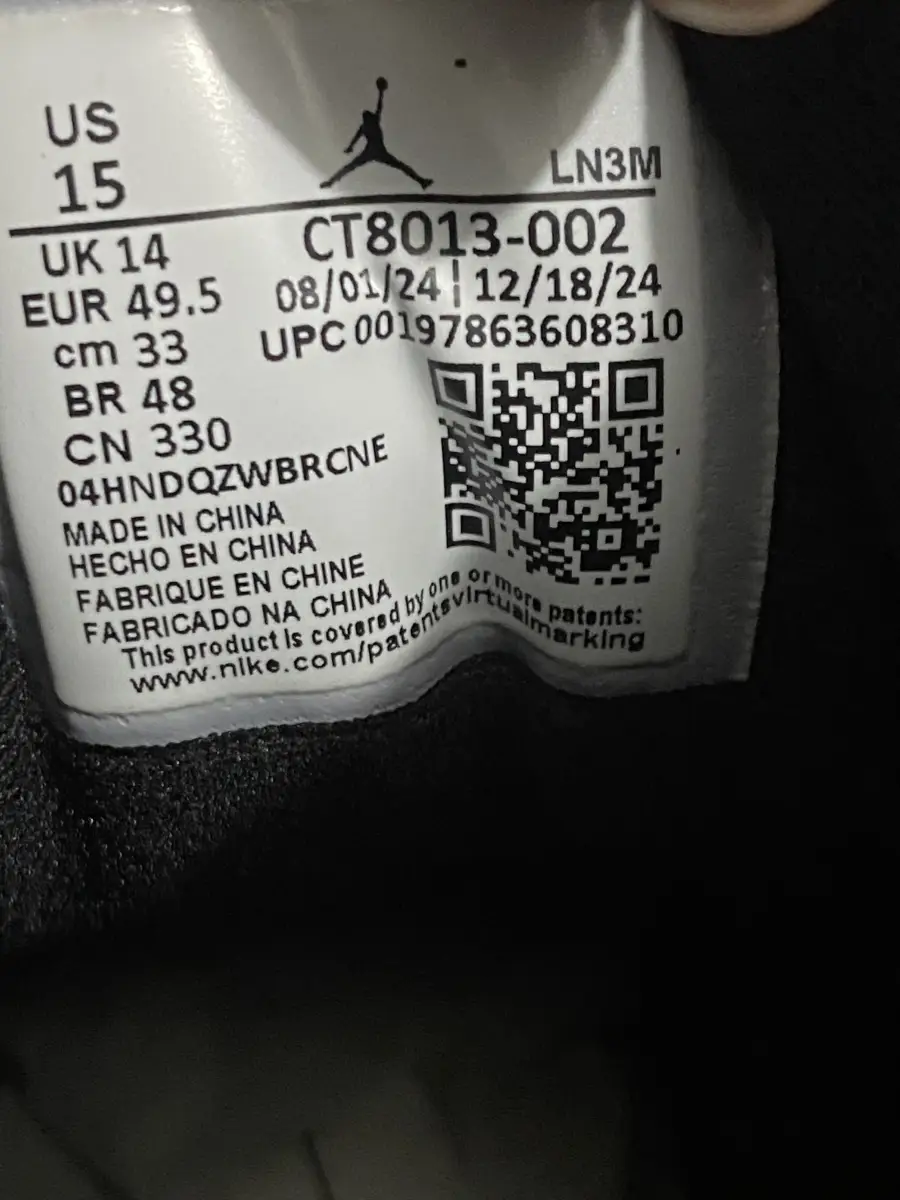 US
15
LN3M
UK 14
EUR 49.5
cm 33
BR 48
CN 330
CT8013-002
08/01/24 | 12/18/24
UPC 00197863608310
04HNDQZWBRCNE
MADE IN CHINA
HECHO EN CHINA
FABRIQUE EN CHINE
FABRICADO NA CHINA
This product is covered by one or more patents:
www.nike.com/patentsvirtualmarking